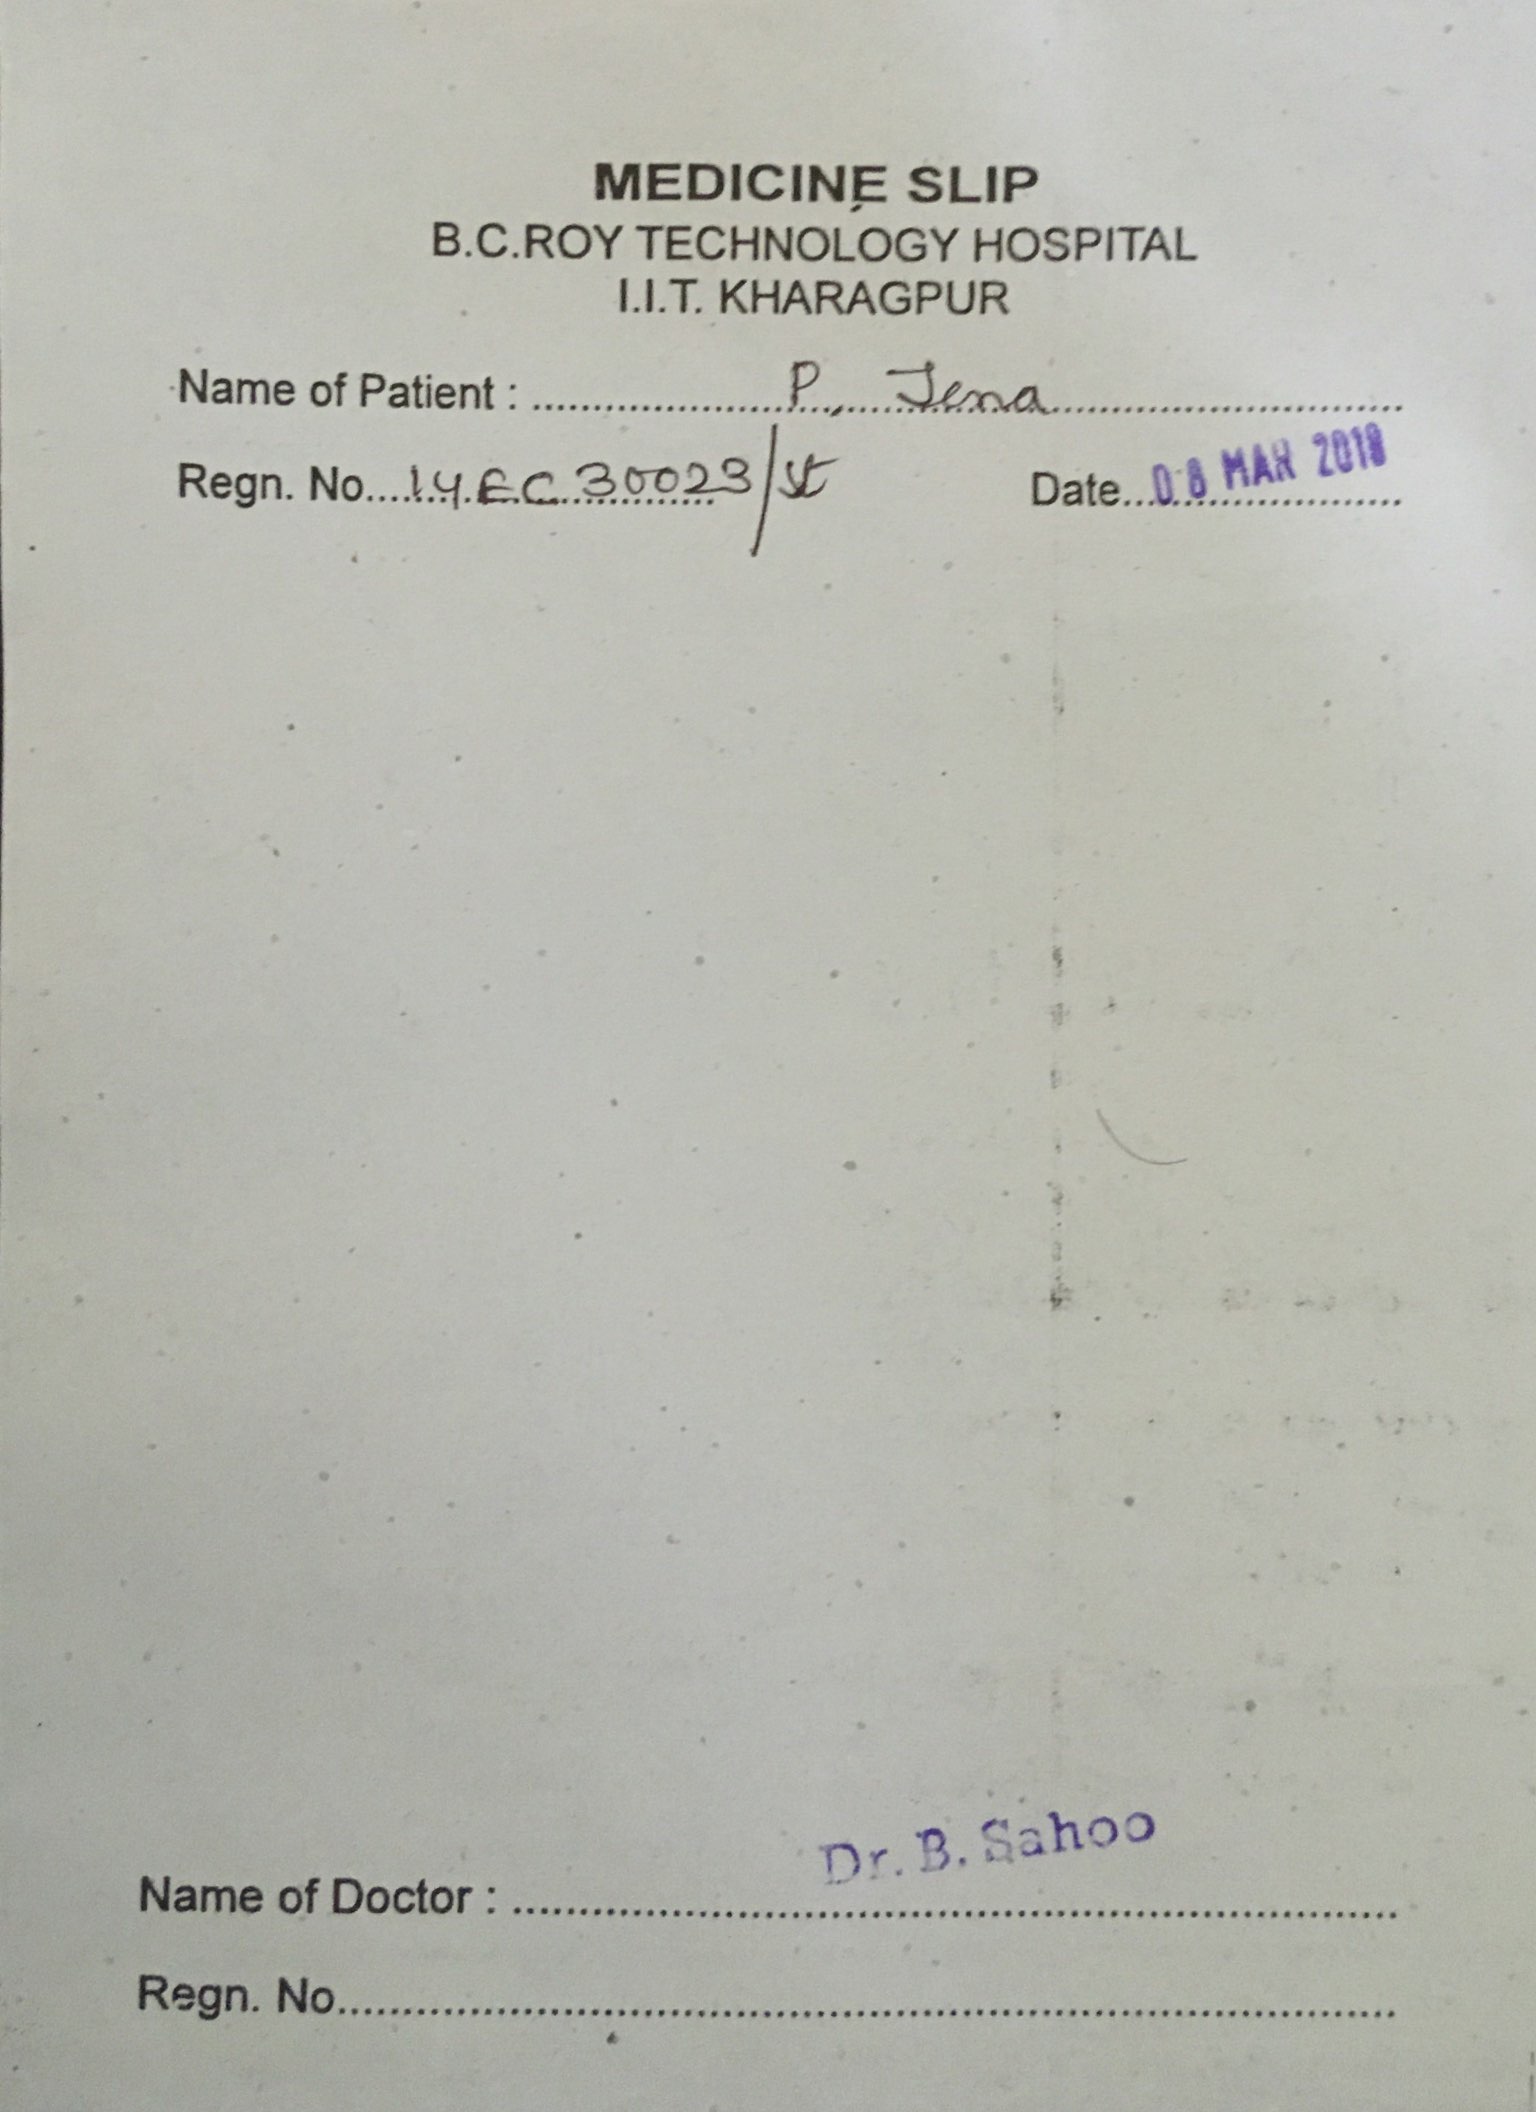 MEDICINE SLIP
B.C.ROY TECHNOLOGY HOSPITAL
I.I.T. KHARAGPUR
Name of Patient : P. Jena
Regn. No. 14EC30023/st Date 08 MAR 2018
Dr. B. Sahoo
Name of Doctor :
Regn. No.